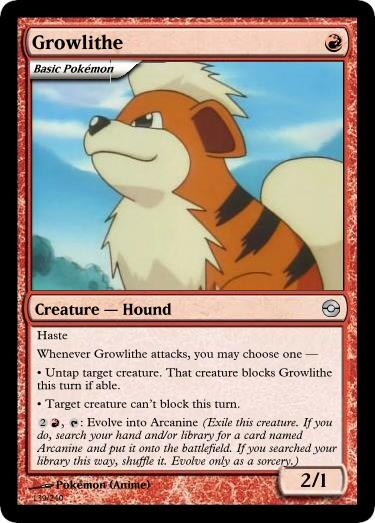 Growlithe
Basic Pokémon
Creature — Hound
Haste
Whenever Growlithe attacks, you may choose one —
• Untap target creature. That creature blocks Growlithe
this turn if able.
• Target creature can't block this turn.
2 , : Evolve into Arcanine (Exile this creature. If you
do, search your hand and/or library for a card named
Arcanine and put it onto the battlefield. If you searched
your library this way, shuffle it. Evolve only as a sorcery.)
Pokémon (Anime)
139/240
2/1